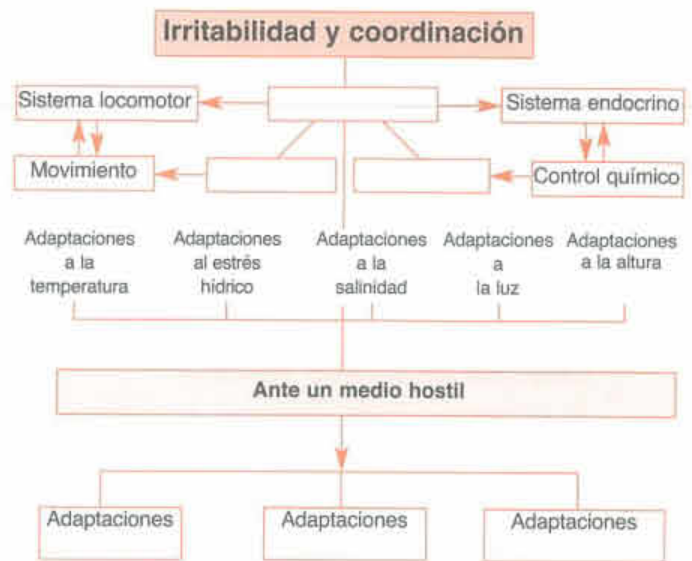 Irritabilidad y coordinación
Sistema locomotor
Sistema endocrino
Movimiento
Control químico
Adaptaciones
a la
temperatura
Adaptaciones
al estrés
hídrico
Adaptaciones
a la
salinidad
Adaptaciones
a
la luz
Adaptaciones
a la altura
Ante un medio hostil
Adaptaciones
Adaptaciones
Adaptaciones